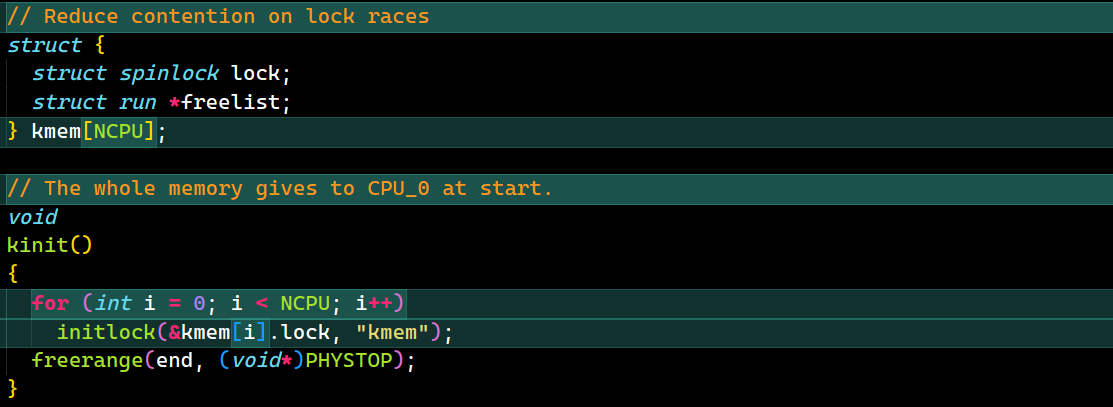 // Reduce contention on lock races
struct {
  struct spinlock lock;
  struct run *freelist;
} kmem[NCPU];

// The whole memory gives to CPU_0 at start.
void
kinit()
{
  for (int i = 0; i < NCPU; i++)
    initlock(&kmem[i].lock, "kmem");
  freerange(end, (void*)PHYSTOP);
}